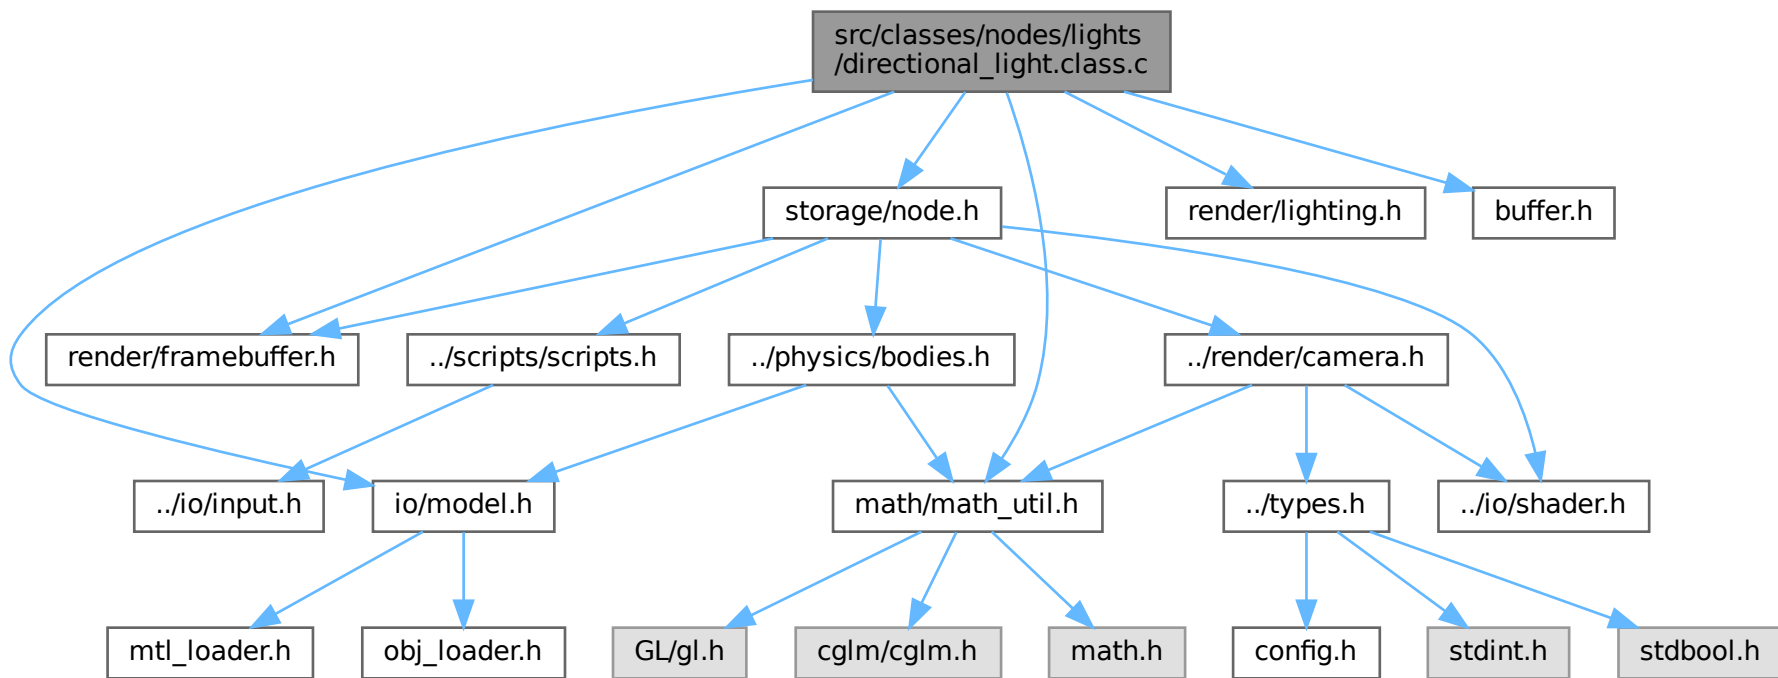 src/classes/nodes/lights
/directional_light.class.c
storage/node.h
render/lighting.h
buffer.h
render/framebuffer.h
../scripts/scripts.h
../physics/bodies.h
../render/camera.h
../io/input.h
io/model.h
math/math_util.h
../types.h
../io/shader.h
mtl_loader.h
obj_loader.h
GL/gl.h
cglm/cglm.h
math.h
config.h
stdint.h
stdbool.h